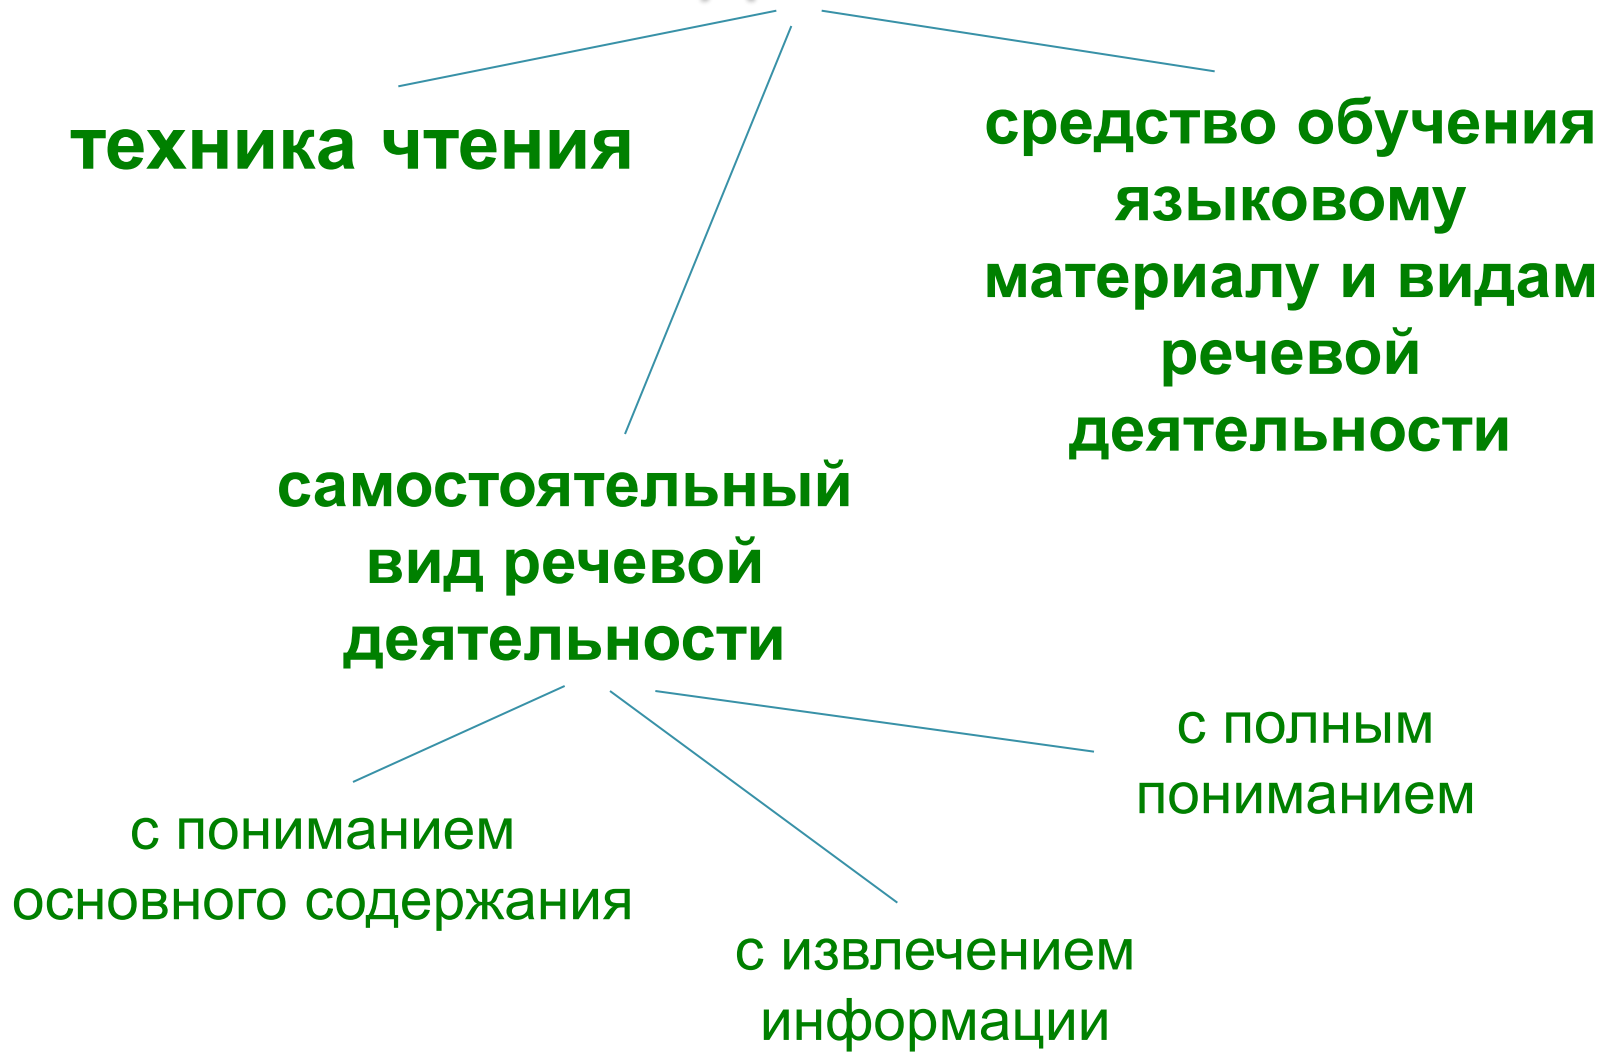 техника чтения
средство обучения
языковому
материалу и видам
речевой
деятельности
самостоятельный
вид речевой
деятельности
с полным
пониманием
с пониманием
основного содержания
с извлечением
информации